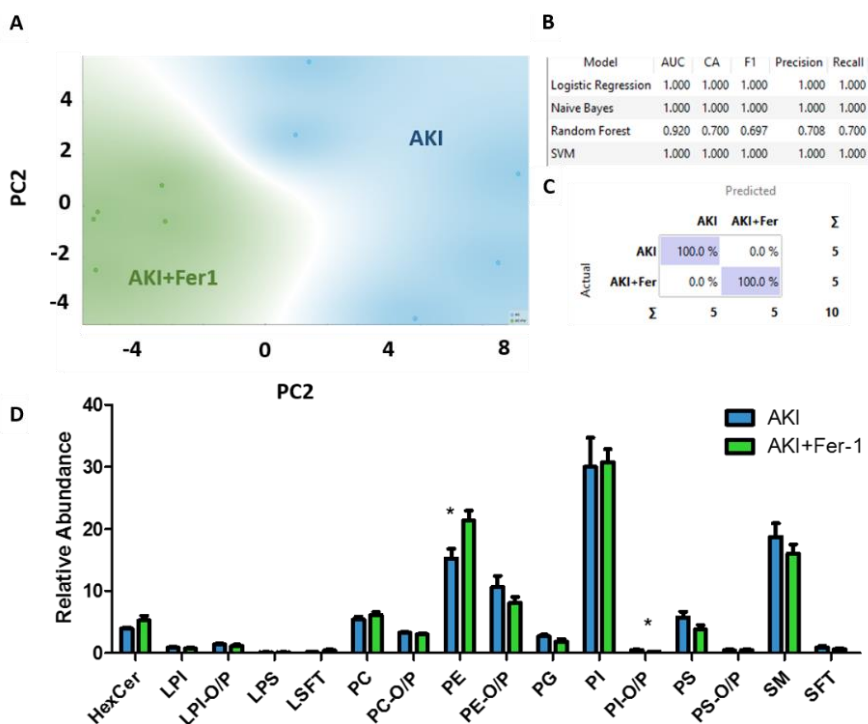 A
PC2
4
2
0
-2
-4
AKI
AKI+Fer1
-4 0 4 8
PC2
B
Model AUC CA F1 Precision Recall
Logistic Regression 1.000 1.000 1.000 1.000 1.000
Naive Bayes 1.000 1.000 1.000 1.000 1.000
Random Forest 0.920 0.700 0.697 0.708 0.700
SVM 1.000 1.000 1.000 1.000 1.000
C
Predicted
AKI AKI+Fer Σ
Actual
AKI 100.0 % 0.0 % 5
AKI+Fer 0.0 % 100.0 % 5
Σ 5 5 10
D
Relative Abundance
40
30
20
10
0
* *
AKI
AKI+Fer-1
HexCer LPI LPI-O/P LPS LSFT PC PC-O/P PE PE-O/P PG PI PI-O/P PS PS-O/P SM SFT